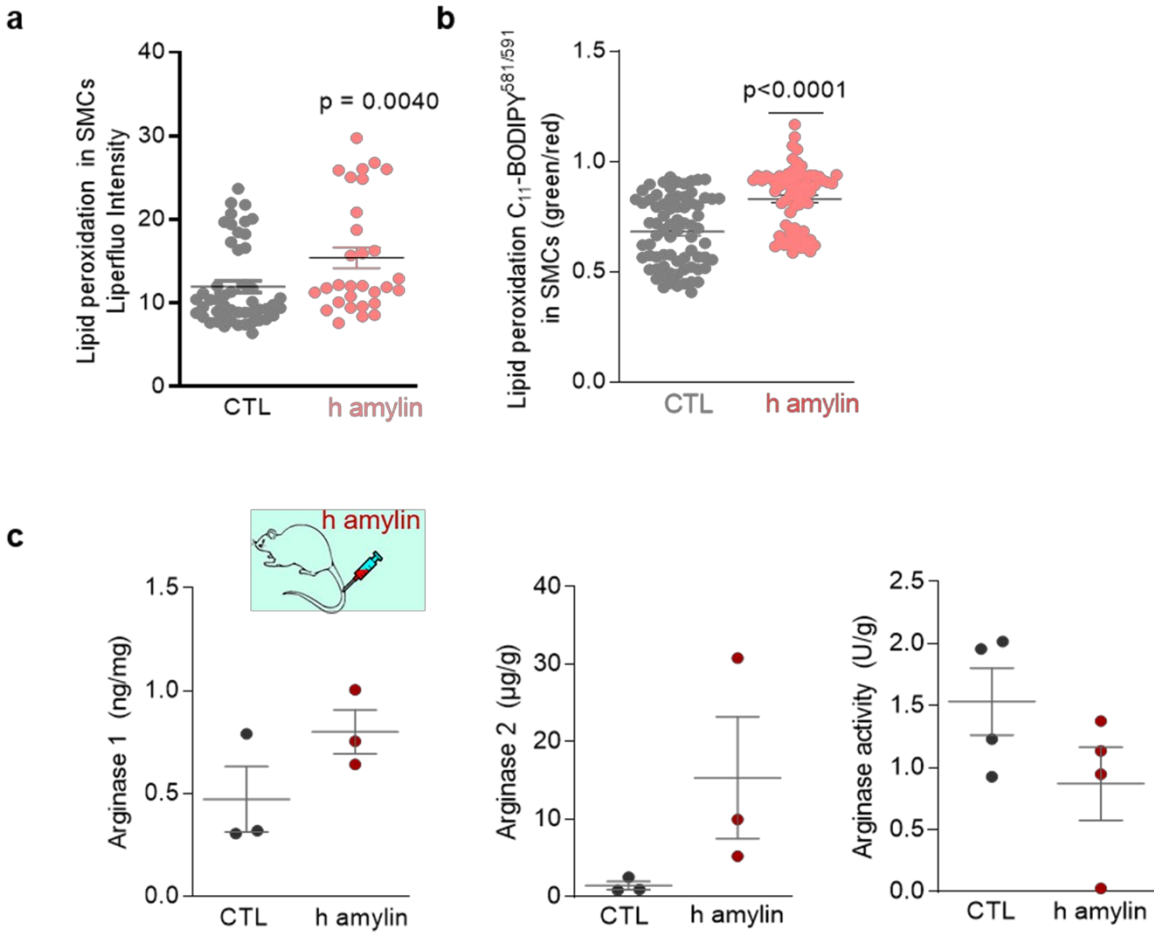 a
Lipid peroxidation in SMCs
Liperfluo Intensity
40
30
20
10
0
p = 0.0040
CTL
h amylin
b
Lipid peroxidation C₁₁-BODIPY⁵⁸¹/⁵⁹¹
in SMCs (green/red)
1.5
1.0
0.5
0.0
p<0.0001
CTL
h amylin
c
h amylin
Arginase 1 (ng/mg)
1.5
1.0
0.5
0.0
CTL
h amylin
Arginase 2 (µg/g)
40
30
20
10
0
CTL
h amylin
Arginase activity (U/g)
2.5
2.0
1.5
1.0
0.5
0.0
CTL
h amylin